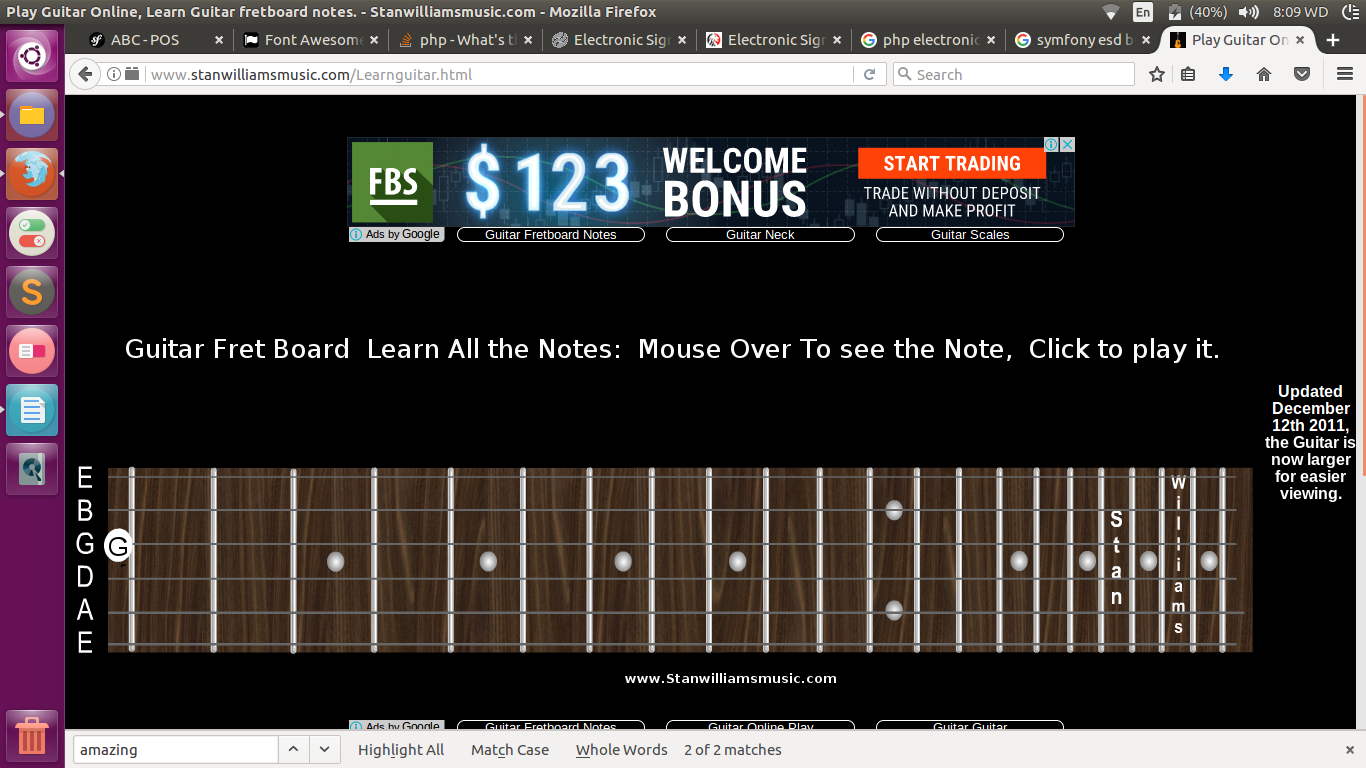 Play Guitar Online, Learn Guitar fretboard notes. - Stanwilliamsmusic.com - Mozilla Firefox
En (40%) 8:09 WD
ABC - POS
Font Awesome
php - What's t
Electronic Sig
Electronic Sig
php electronic
symfony esd b
Play Guitar On
www.stanwilliamsmusic.com/Learnguitar.html
Search
FBS
$123
WELCOME
BONUS
START TRADING
TRADE WITHOUT DEPOSIT
AND MAKE PROFIT
Ads by Google
Guitar Fretboard Notes
Guitar Neck
Guitar Scales
Guitar Fret Board Learn All the Notes: Mouse Over To see the Note, Click to play it.
Updated
December
12th 2011,
the Guitar is
now larger
for easier
viewing.
E
B
G
D
A
E
G
Stan
Williams
www.Stanwilliamsmusic.com
Ads by Google
Guitar Fretboard Notes
Guitar Online Play
Guitar Guitar
amazing
Highlight All
Match Case
Whole Words
2 of 2 matches